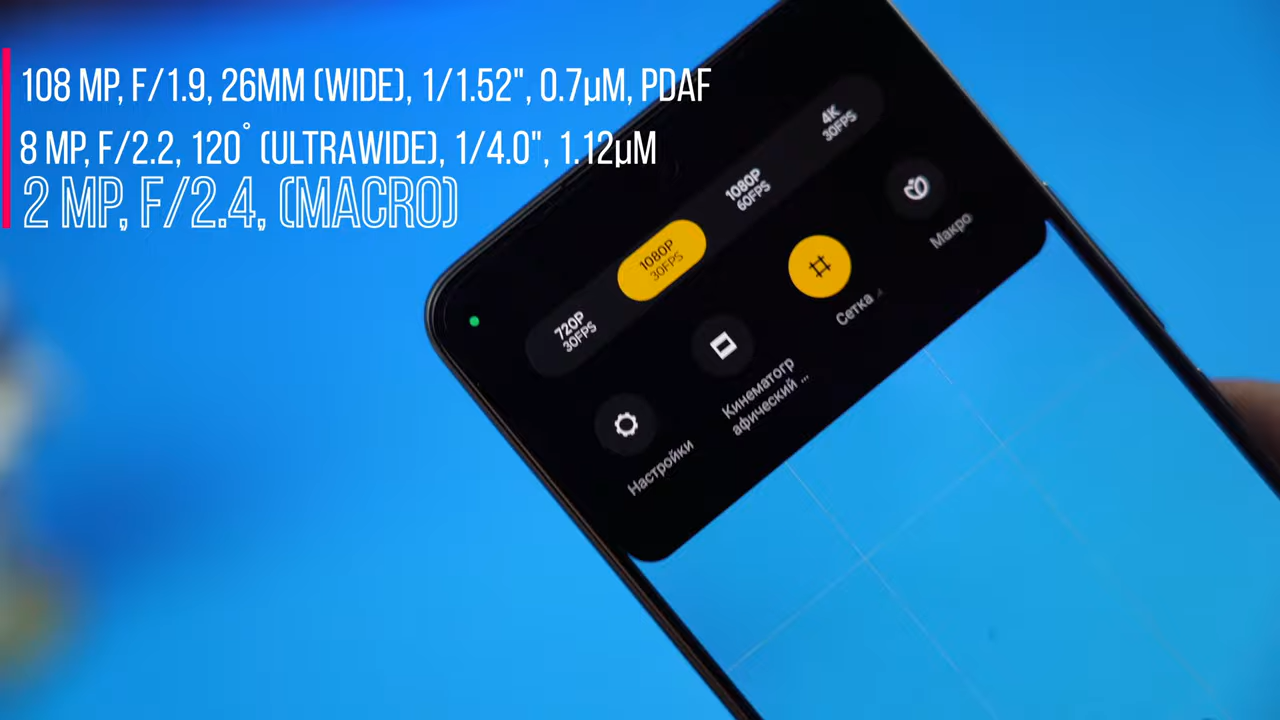 108 MP, F/1.9, 26MM (WIDE), 1/1.52", 0.7µM, PDAF
8 MP, F/2.2, 120° (ULTRAWIDE), 1/4.0", 1.12µM
2 MP, F/2.4, (MACRO)
720P
30FPS
1080P
30FPS
1080P
60FPS
4K
30FPS
Настройки
Кинематогр
афический ...
Сетка
Макро